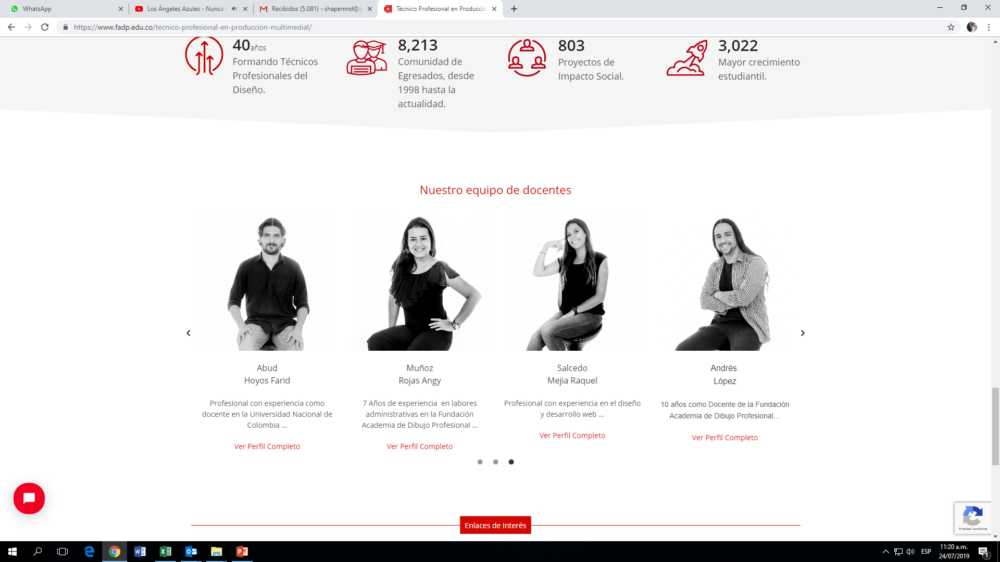 WhatsApp
Los Ángeles Azules - Nunca
Recibidos (5.081) - shapemnd@g
Técnico Profesional en Producció
https://www.fadp.edu.co/tecnico-profesional-en-produccion-multimedial/
40años
Formando Técnicos
Profesionales del
Diseño.
8,213
Comunidad de
Egresados, desde
1998 hasta la
actualidad.
803
Proyectos de
Impacto Social.
3,022
Mayor crecimiento
estudiantil.
Nuestro equipo de docentes
Abud
Hoyos Farid
Profesional con experiencia como
docente en la Universidad Nacional de
Colombia ...
Ver Perfil Completo
Muñoz
Rojas Angy
7 Años de experiencia  en labores
administrativas en la Fundación
Academia de Dibujo Profesional ...
Ver Perfil Completo
Salcedo
Mejia Raquel
Profesional con experiencia en el diseño
y desarrollo web ...
Ver Perfil Completo
Andrés
López
10 años como Docente de la Fundación
Academia de Dibujo Profesional…
Ver Perfil Completo
Enlaces de Interés
Privacidad - Condiciones
ESP
11:20 a.m.
24/07/2019
1